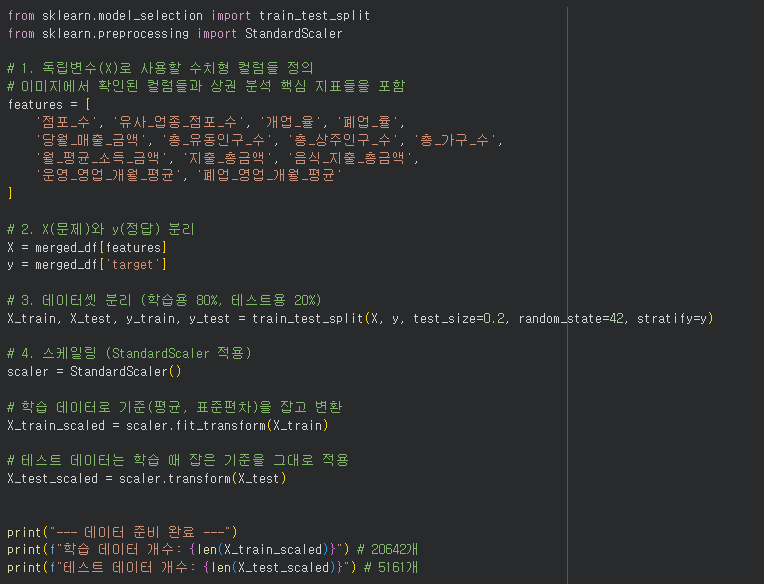 from sklearn.model_selection import train_test_split
from sklearn.preprocessing import StandardScaler
# 1. 독립변수(X)로 사용할 수치형 컬럼들 정의
# 이미지에서 확인된 컬럼들과 상권 분석 핵심 지표들을 포함
features = [
'점포_수', '유사_업종_점포_수', '개업_율', '폐업_률',
'당월_매출_금액', '총_유동인구_수', '총_상주인구_수', '총_가구_수',
'월_평균_소득_금액', '지출_총금액', '음식_지출_총금액',
'운영_영업_개월_평균', '폐업_영업_개월_평균'
]
# 2. X(문제)와 y(정답) 분리
X = merged_df[features]
y = merged_df['target']
# 3. 데이터셋 분리 (학습용 80%, 테스트용 20%)
X_train, X_test, y_train, y_test = train_test_split(X, y, test_size=0.2, random_state=42, stratify=y)
# 4. 스케일링 (StandardScaler 적용)
scaler = StandardScaler()
# 학습 데이터로 기준(평균, 표준편차)을 잡고 변환
X_train_scaled = scaler.fit_transform(X_train)
# 테스트 데이터는 학습 때 잡은 기준을 그대로 적용
X_test_scaled = scaler.transform(X_test)
print("--- 데이터 준비 완료 ---")
print(f"학습 데이터 개수: {len(X_train_scaled)}") # 20642개
print(f"테스트 데이터 개수: {len(X_test_scaled)}") # 5161개